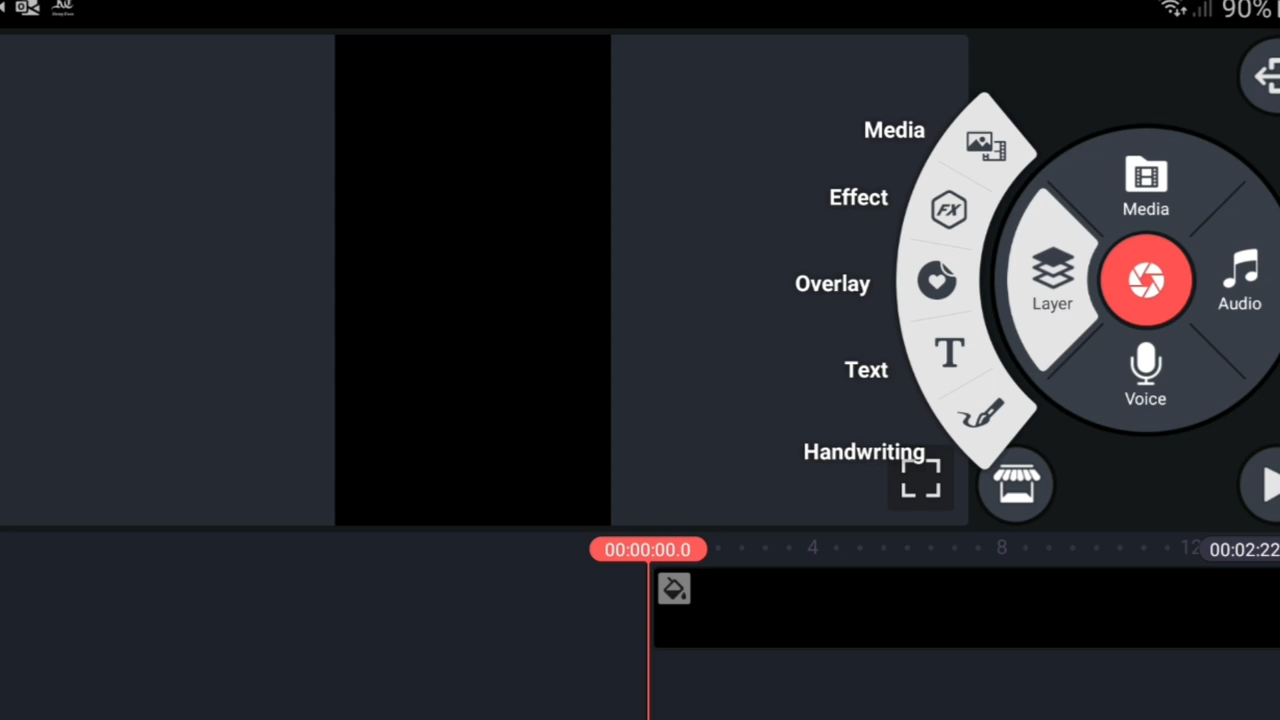 90%
Media
Effect
Overlay
Text
Handwriting
FX
T
Layer
Media
Audio
Voice
00:00:00.0
4
8
12
00:02:22